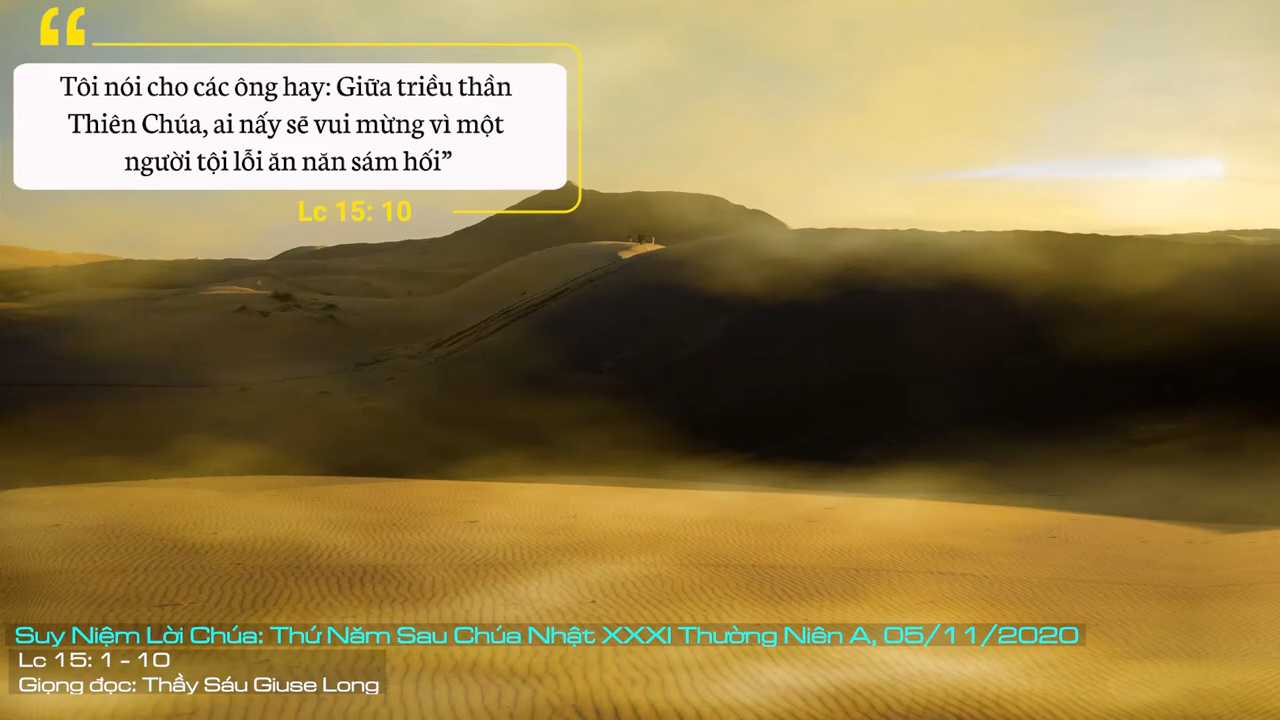 “
Tôi nói cho các ông hay: Giữa triều thần
Thiên Chúa, ai nấy sẽ vui mừng vì một
người tội lỗi ăn năn sám hối”
Lc 15: 10
Suy Niệm Lời Chúa: Thứ Năm Sau Chúa Nhật XXXI Thường Niên A, 05/11/2020
Lc 15: 1 - 10
Giọng đọc: Thầy Sáu Giuse Long